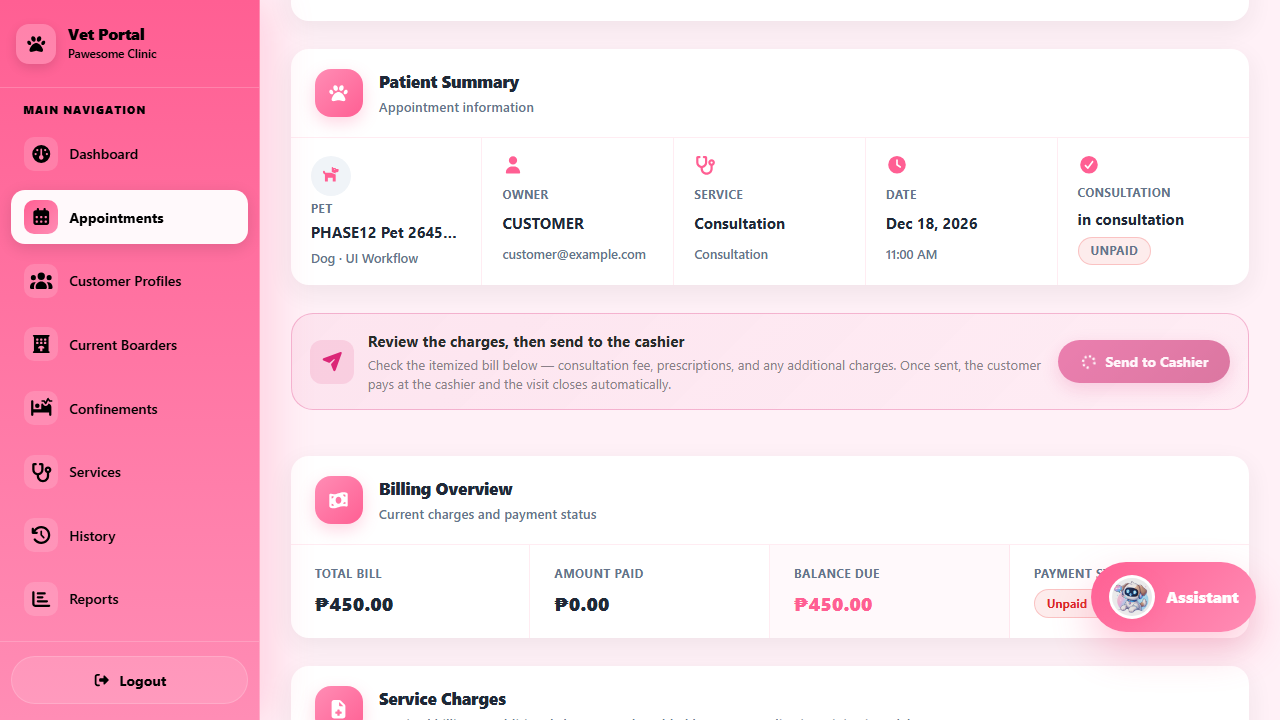 Vet Portal
Pawesome Clinic
MAIN NAVIGATION
Dashboard
Appointments
Customer Profiles
Current Boarders
Confinements
Services
History
Reports
Logout
Patient Summary
Appointment information
PET
PHASE12 Pet 2645...
Dog · UI Workflow
OWNER
CUSTOMER
customer@example.com
SERVICE
Consultation
Consultation
DATE
Dec 18, 2026
11:00 AM
CONSULTATION
in consultation
UNPAID
Review the charges, then send to the cashier
Check the itemized bill below — consultation fee, prescriptions, and any additional charges. Once sent, the customer
pays at the cashier and the visit closes automatically.
Send to Cashier
Billing Overview
Current charges and payment status
TOTAL BILL
₱450.00
AMOUNT PAID
₱0.00
BALANCE DUE
₱450.00
PAYMENT
Unpaid
Assistant
Service Charges